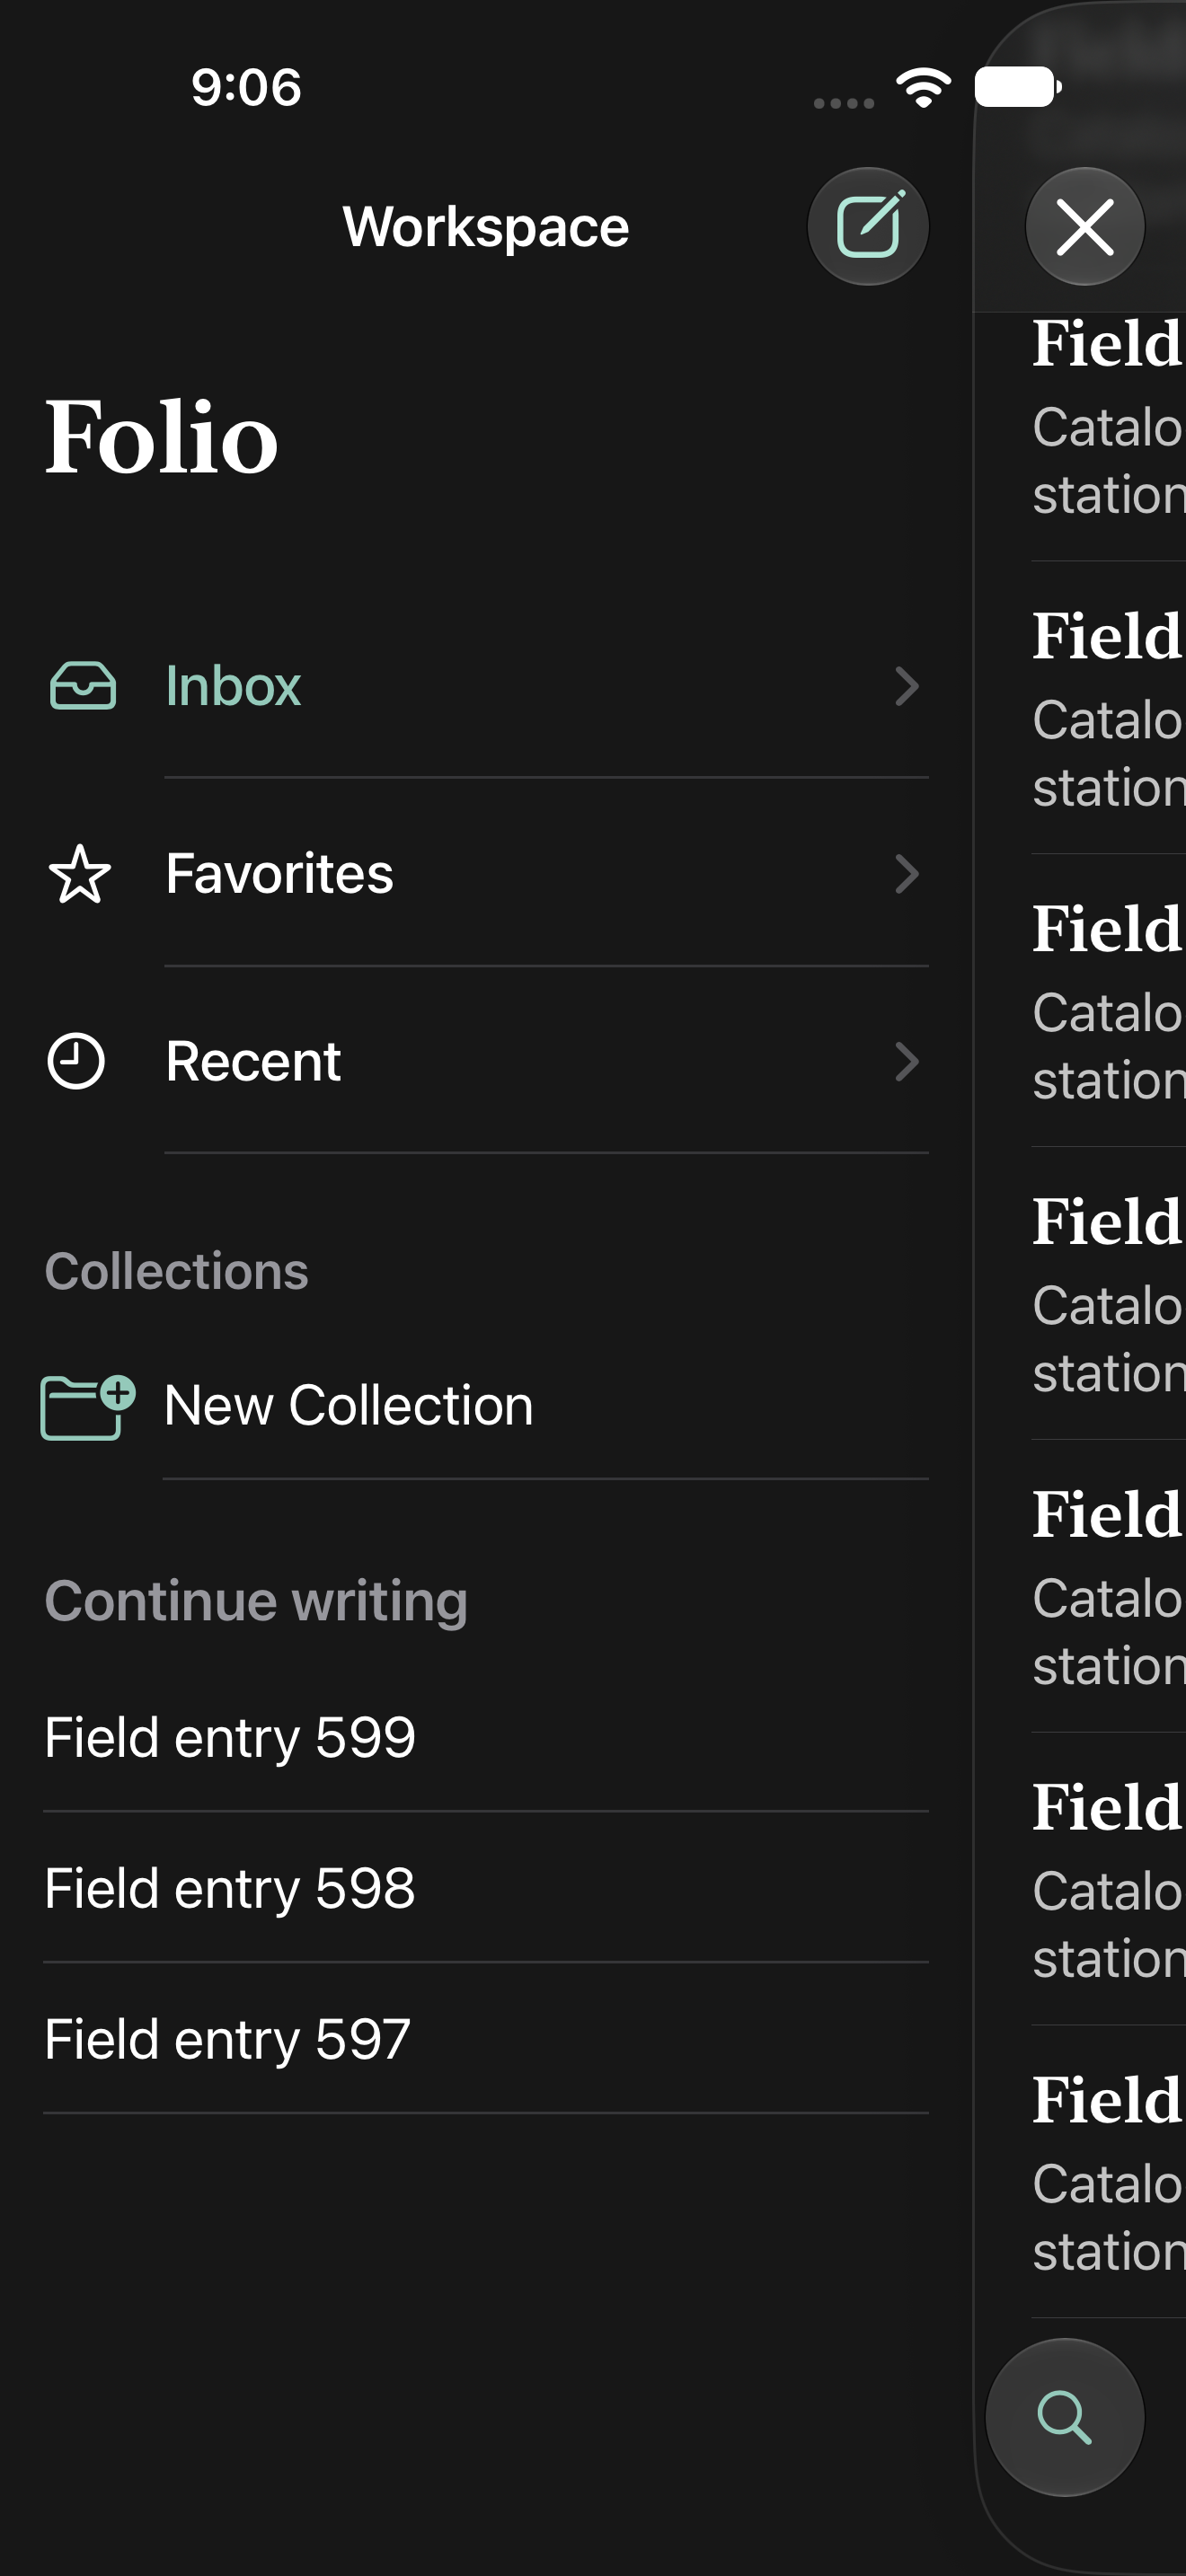 9:06
Workspace
Folio
Inbox
Favorites
Recent
Collections
New Collection
Continue writing
Field entry 599
Field entry 598
Field entry 597
Field
Catalo
station
Field
Catalo
station
Field
Catalo
station
Field
Catalo
station
Field
Catalo
station
Field
Catalo
station
Field
Catalo
station